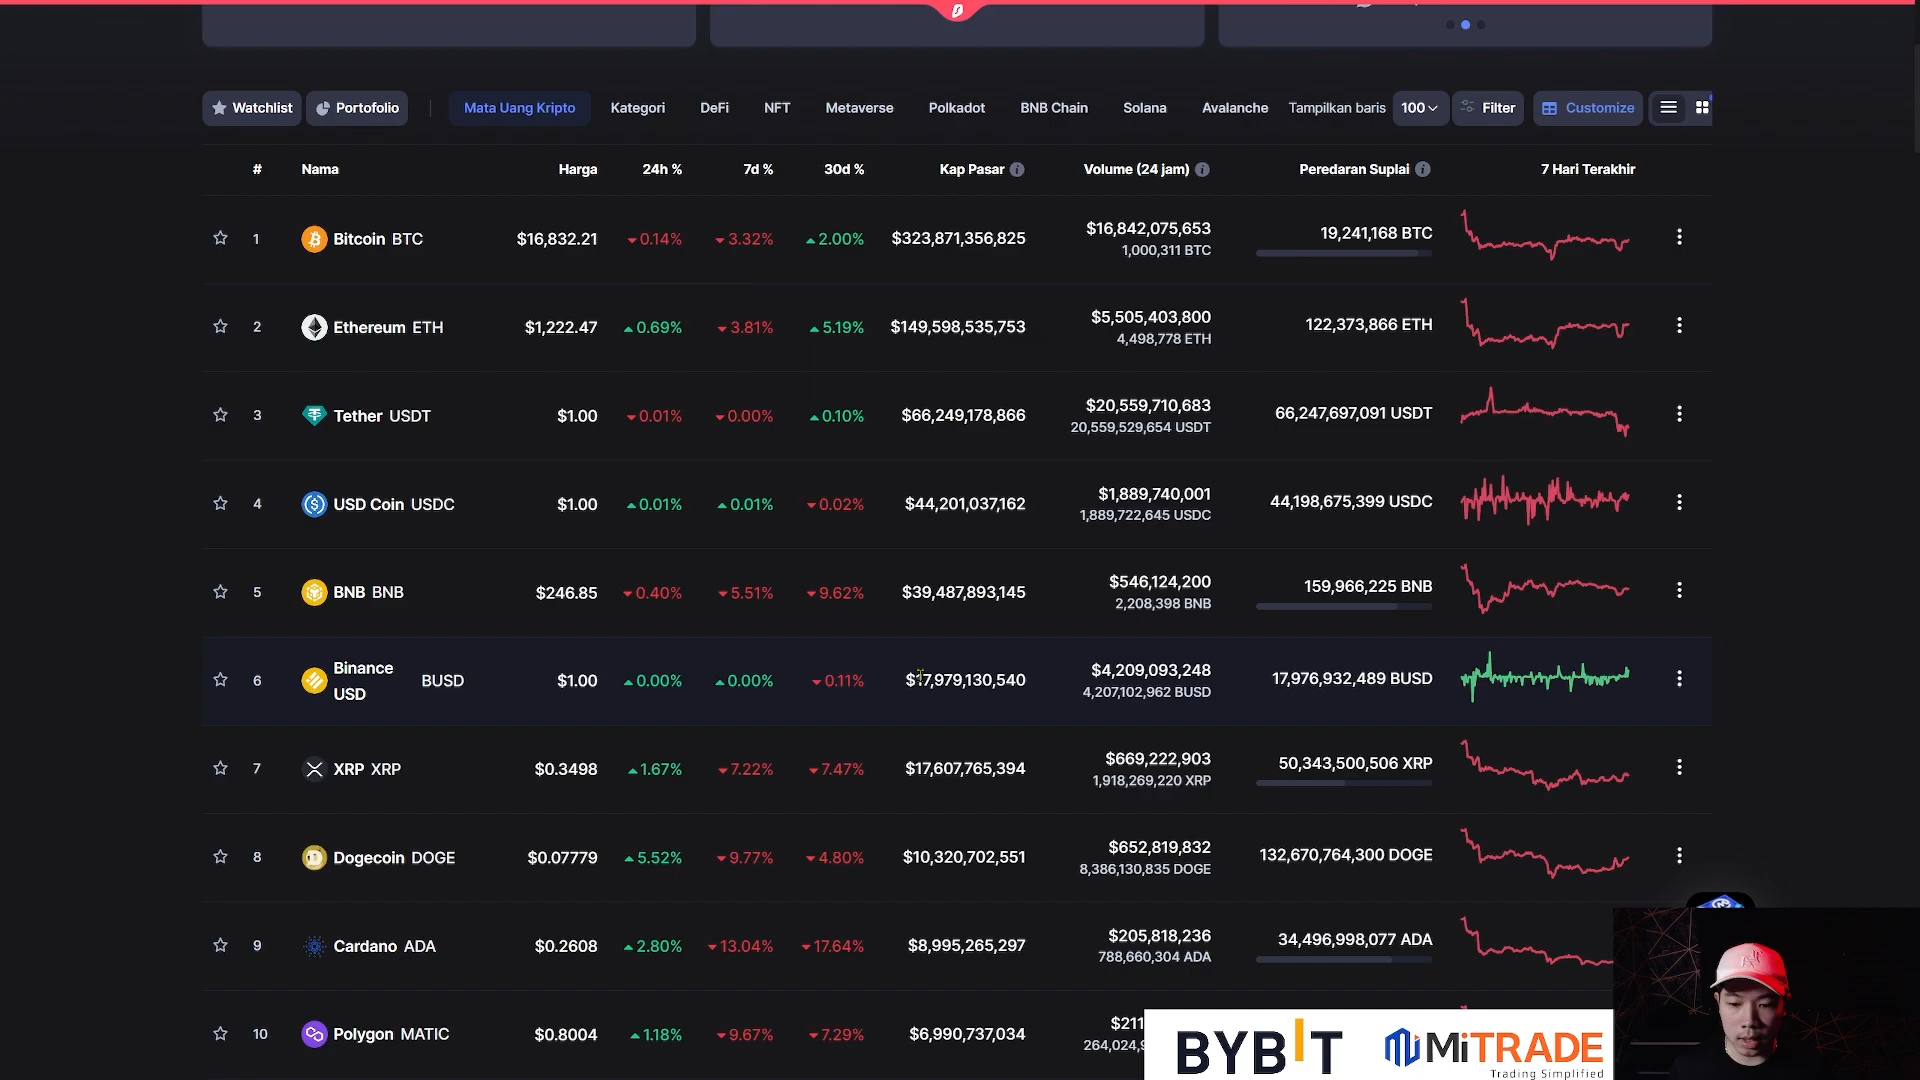 Watchlist Portofolio Mata Uang Kripto Kategori DeFi NFT Metaverse Polkadot BNB Chain Solana Avalanche Tampilkan baris 100 Filter Customize
# Nama Harga 24h % 7d % 30d % Kap Pasar Volume (24 jam) Peredaran Suplai 7 Hari Terakhir
1 Bitcoin BTC $16,832.21 0.14% 3.32% 2.00% $323,871,356,825 $16,842,075,653 19,241,168 BTC
1,000,311 BTC
2 Ethereum ETH $1,222.47 0.69% 3.81% 5.19% $149,598,535,753 $5,505,403,800 122,373,866 ETH
4,498,778 ETH
3 Tether USDT $1.00 0.01% 0.00% 0.10% $66,249,178,866 $20,559,710,683 66,247,697,091 USDT
20,559,529,654 USDT
4 USD Coin USDC $1.00 0.01% 0.01% 0.02% $44,201,037,162 $1,889,740,001 44,198,675,399 USDC
1,889,722,645 USDC
5 BNB BNB $246.85 0.40% 5.51% 9.62% $39,487,893,145 $546,124,200 159,966,225 BNB
2,208,398 BNB
6 Binance USD BUSD $1.00 0.00% 0.00% 0.11% $17,979,130,540 $4,209,093,248 17,976,932,489 BUSD
4,207,102,962 BUSD
7 XRP XRP $0.3498 1.67% 7.22% 7.47% $17,607,765,394 $669,222,903 50,343,500,506 XRP
1,918,269,220 XRP
8 Dogecoin DOGE $0.07779 5.52% 9.77% 4.80% $10,320,702,551 $652,819,832 132,670,764,300 DOGE
8,386,130,835 DOGE
9 Cardano ADA $0.2608 2.80% 13.04% 17.64% $8,995,265,297 $205,818,236 34,496,998,077 ADA
788,660,304 ADA
10 Polygon MATIC $0.8004 1.18% 9.67% 7.29% $6,990,737,034 $211
264,024,9
BYBIT MiTRADE
Trading Simplified